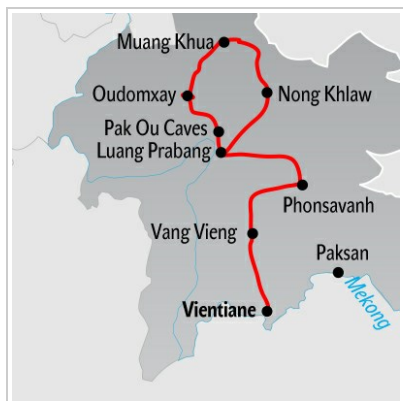 Muang Khua
Oudomxay
Nong Khlaw
Pak Ou Caves
Luang Prabang
Phonsavanh
Vang Vieng
Paksan
Mekong
Vientiane